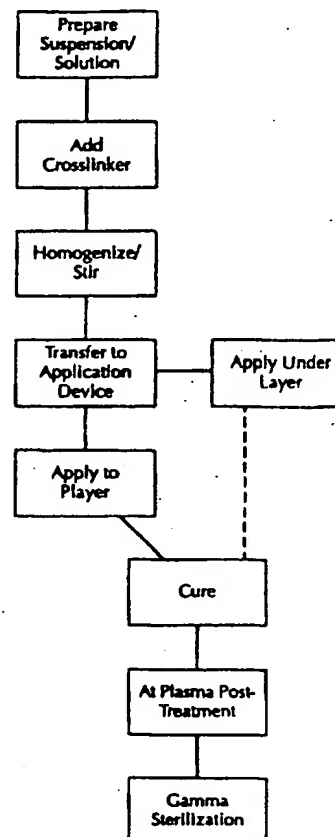 Prepare
Suspension/
Solution
Add
Crosslinker
Homogenize/
Stir
Transfer to
Application
Device
Apply Under
Layer
Apply to
Player
Cure
At Plasma Post-
Treatment
Gamma
Sterilization